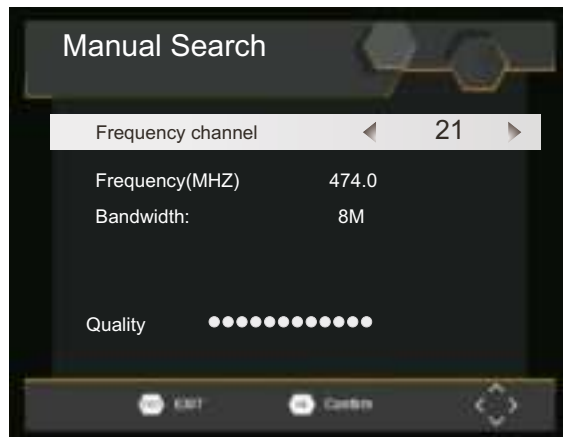 Manual Search
Frequency channel 21
Frequency(MHZ) 474.0
Bandwidth: 8M
Quality
EXIT Confirm